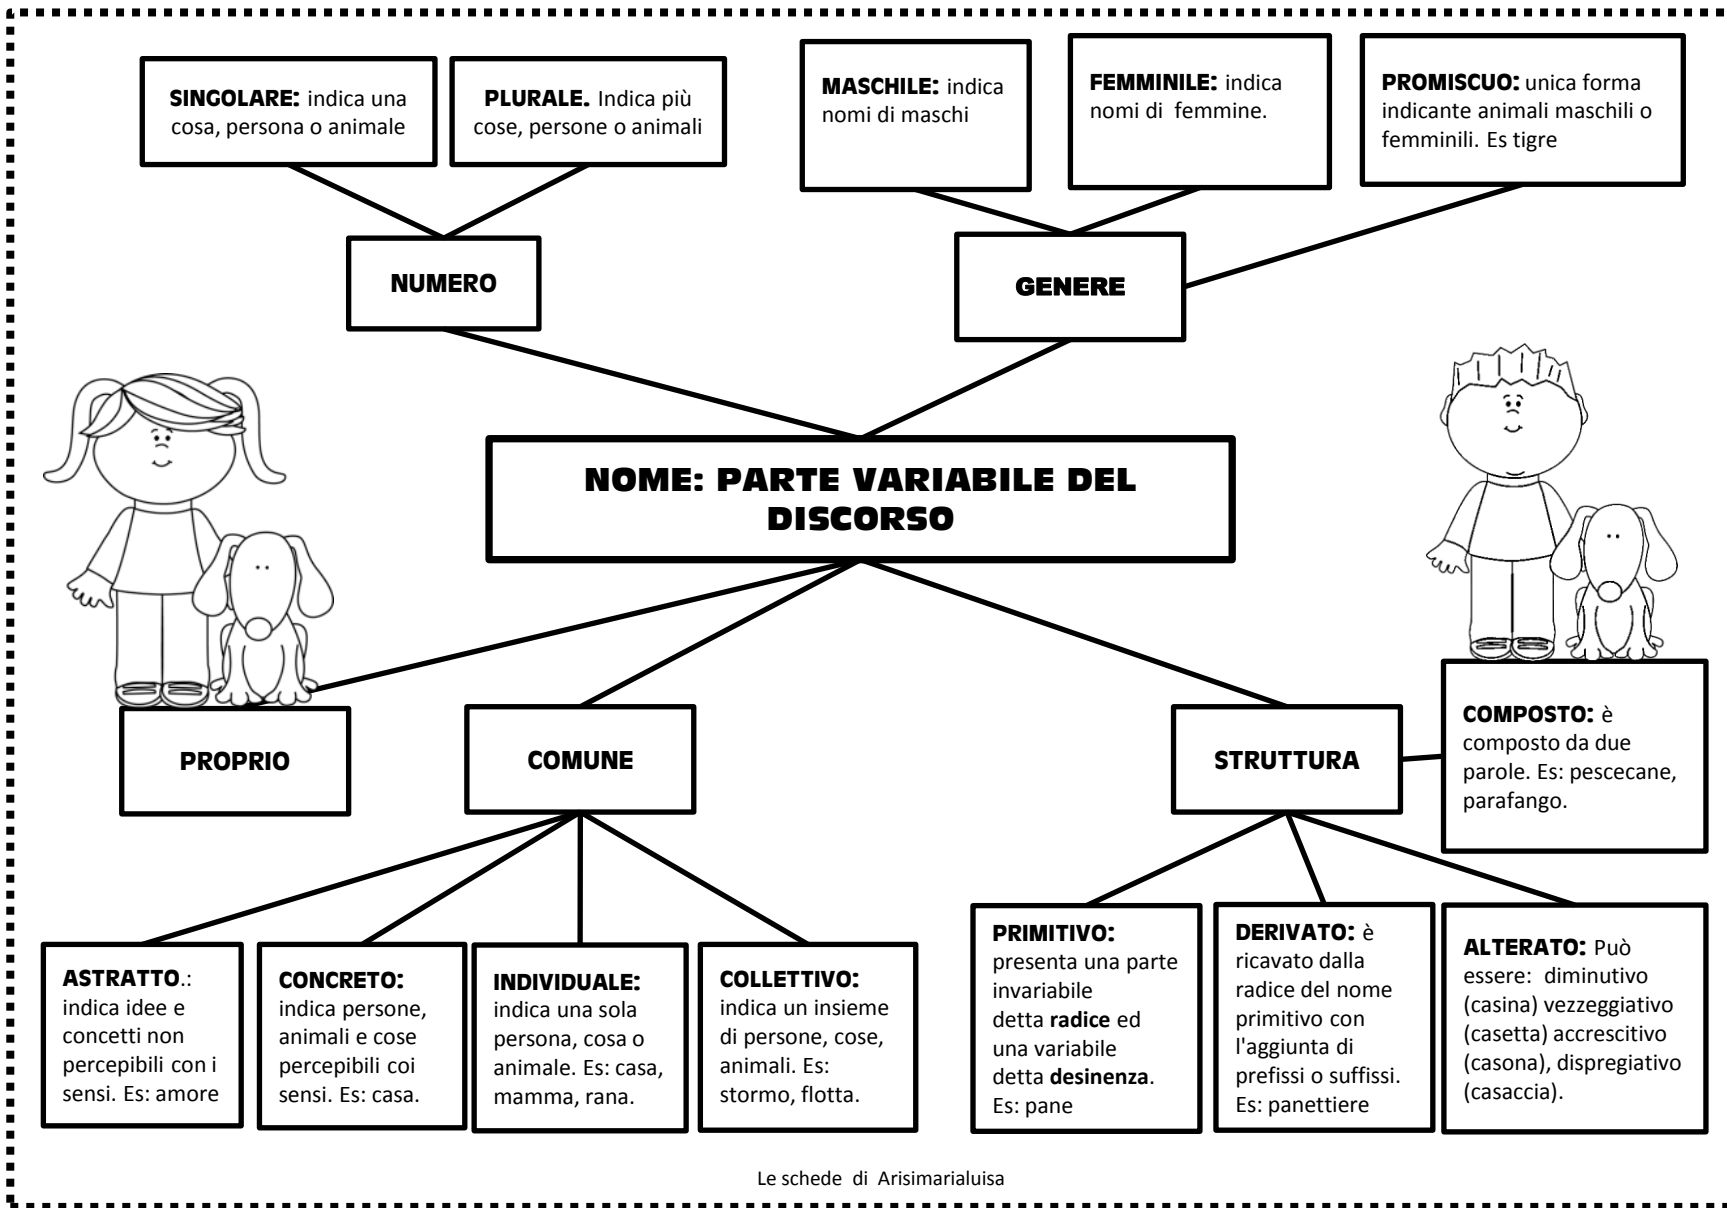 SINGOLARE: indica una
cosa, persona o animale
PLURALE. Indica più
cose, persone o animali
MASCHILE: indica
nomi di maschi
FEMMINILE: indica
nomi di femmine.
PROMISCUO: unica forma
indicante animali maschili o
femminili. Es tigre
NUMERO
GENERE
NOME: PARTE VARIABILE DEL
DISCORSO
PROPRIO
COMUNE
STRUTTURA
COMPOSTO: è
composto da due
parole. Es: pescecane,
parafango.
ASTRATTO.:
indica idee e
concetti non
percepibili con i
sensi. Es: amore
CONCRETO:
indica persone,
animali e cose
percepibili coi
sensi. Es: casa.
INDIVIDUALE:
indica una sola
persona, cosa o
animale. Es: casa,
mamma, rana.
COLLETTIVO:
indica un insieme
di persone, cose,
animali. Es:
stormo, flotta.
PRIMITIVO:
presenta una parte
invariabile
detta radice ed
una variabile
detta desinenza.
Es: pane
DERIVATO: è
ricavato dalla
radice del nome
primitivo con
l'aggiunta di
prefissi o suffissi.
Es: panettiere
ALTERATO: Può
essere: diminutivo
(casina) vezzeggiativo
(casetta) accrescitivo
(casona), dispregiativo
(casaccia).
Le schede di Arisimarialuisa